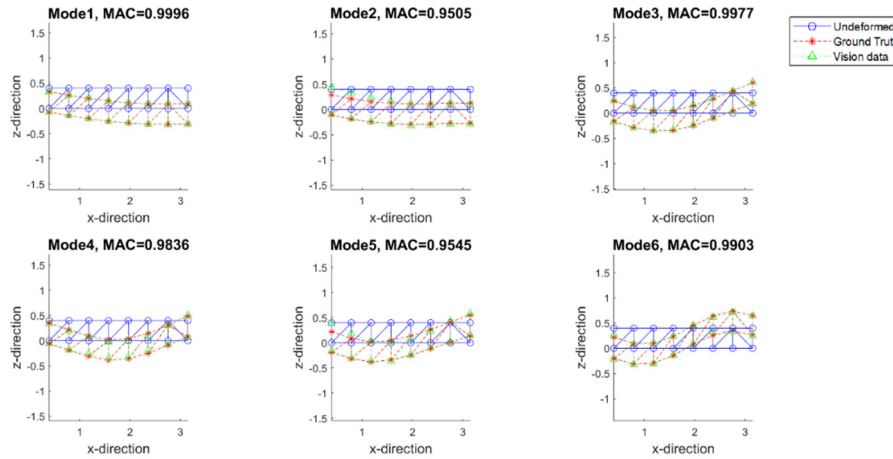 Mode1, MAC=0.9996
Mode2, MAC=0.9505
Mode3, MAC=0.9977
Undeformed
Ground Trut
Vision data
1.5
1
0.5
0
-0.5
-1
-1.5
z-direction
1 2 3
x-direction
1.5
1
0.5
0
-0.5
-1
-1.5
z-direction
1 2 3
x-direction
1.5
1
0.5
0
-0.5
-1
-1.5
z-direction
1 2 3
x-direction
Mode4, MAC=0.9836
Mode5, MAC=0.9545
Mode6, MAC=0.9903
1.5
1
0.5
0
-0.5
-1
-1.5
z-direction
1 2 3
x-direction
1.5
1
0.5
0
-0.5
-1
-1.5
z-direction
1 2 3
x-direction
1.5
1
0.5
0
-0.5
-1
z-direction
1 2 3
x-direction